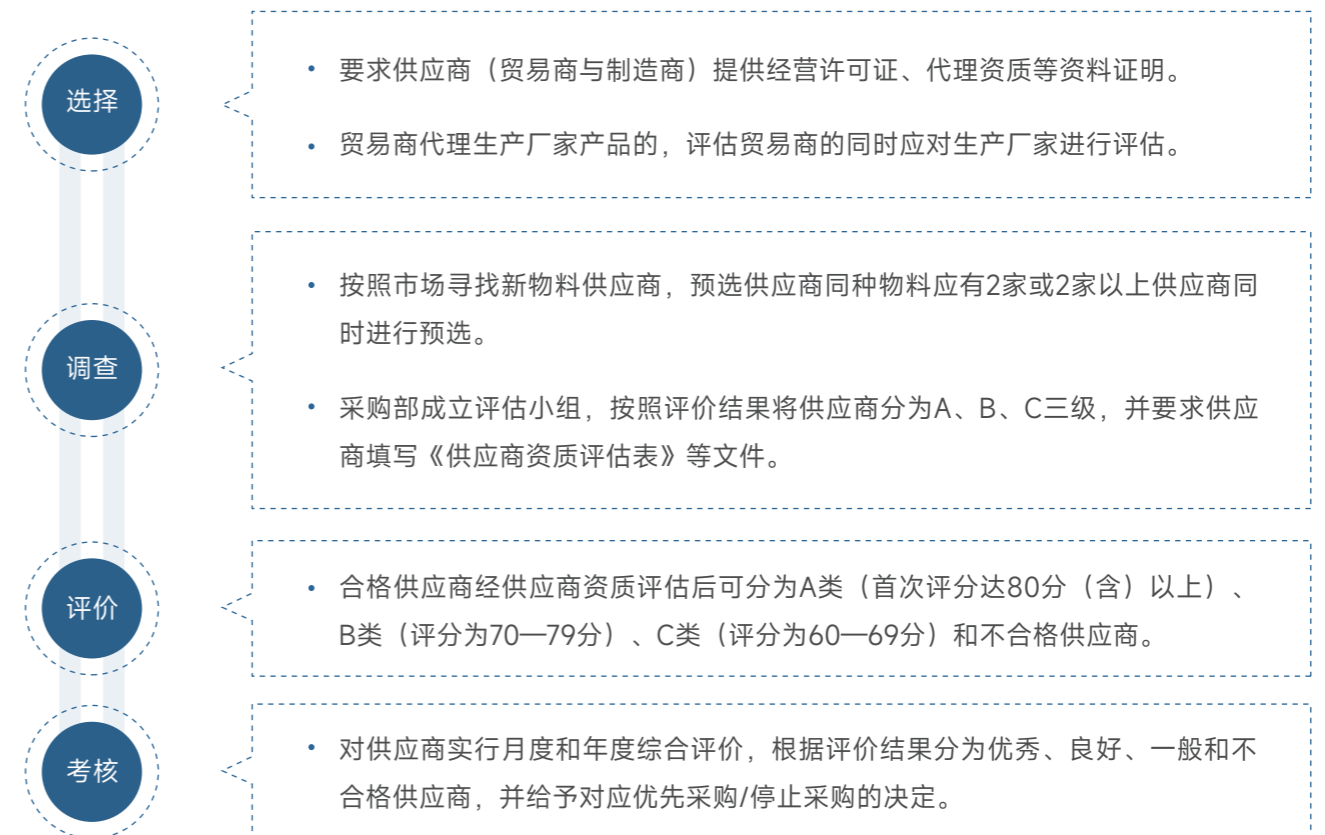 选择
• 要求供应商（贸易商与制造商）提供经营许可证、代理资质等资料证明。
• 贸易商代理生产厂家产品的，评估贸易商的同时应对生产厂家进行评估。
调查
• 按照市场寻找新物料供应商，预选供应商同种物料应有2家或2家以上供应商同
时进行预选。
• 采购部成立评估小组，按照评价结果将供应商分为A、B、C三级，并要求供应
商填写《供应商资质评估表》等文件。
评价
• 合格供应商经供应商资质评估后可分为A类（首次评分达80分（含）以上）、
B类（评分为70—79分）、C类（评分为60—69分）和不合格供应商。
考核
• 对供应商实行月度和年度综合评价，根据评价结果分为优秀、良好、一般和不
合格供应商，并给予对应优先采购/停止采购的决定。